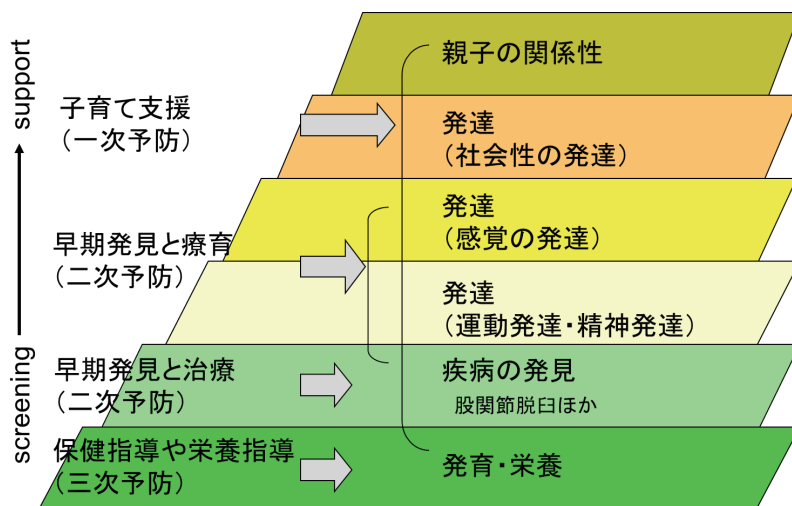 support
screening
子育て支援
（一次予防）
早期発見と療育
（二次予防）
早期発見と治療
（二次予防）
保健指導や栄養指導
（三次予防）
親子の関係性
発達
（社会性の発達）
発達
（感覚の発達）
発達
（運動発達・精神発達）
疾病の発見
股関節脱臼ほか
発育・栄養